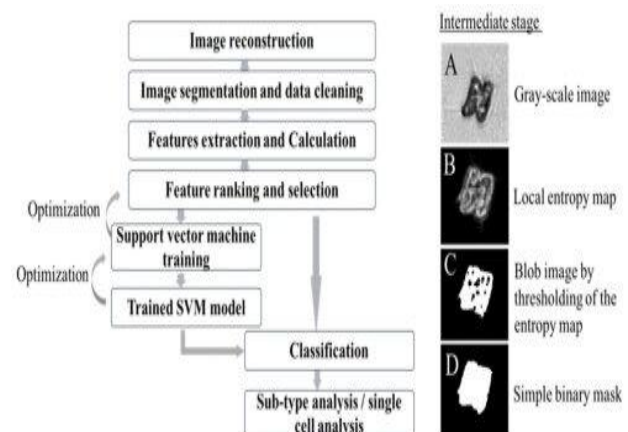 Image reconstruction
Image segmentation and data cleaning
Features extraction and Calculation
Feature ranking and selection
Optimization
Support vector machine
training
Optimization
Trained SVM model
Classification
Sub-type analysis / single
cell analysis
Intermediate stage
A
Gray-scale image
B
Local entropy map
C
Blob image by
thresholding of the
entropy map
D
Simple binary mask